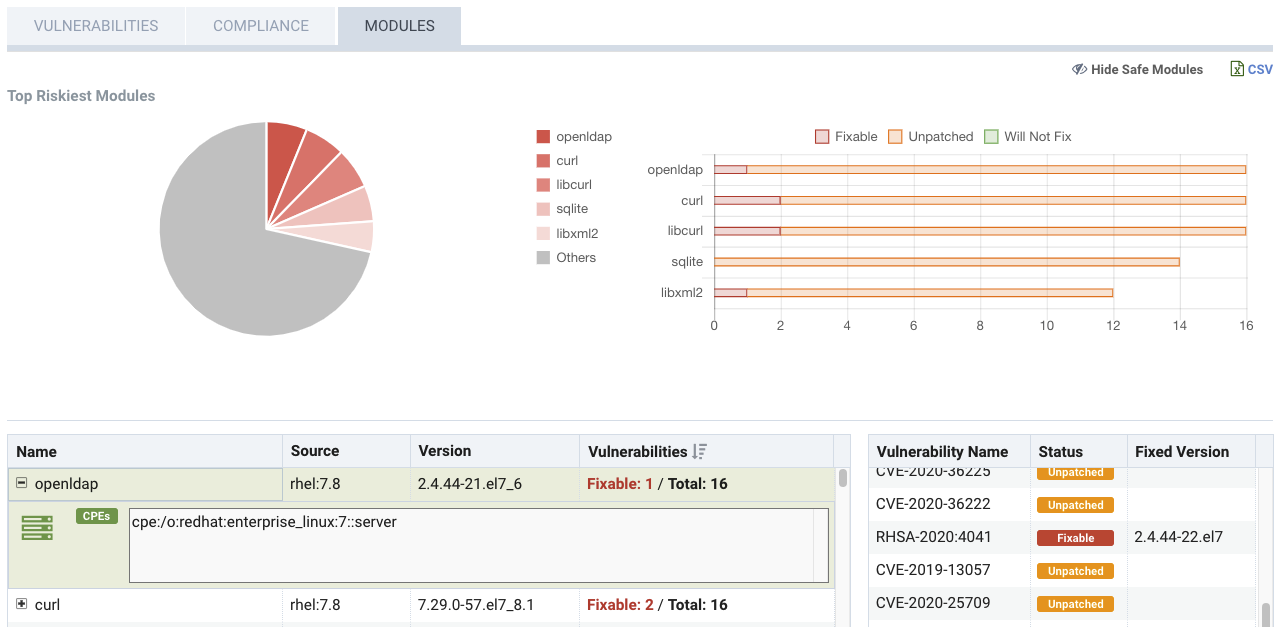 VULNERABILITIES COMPLIANCE MODULES
Hide Safe Modules CSV
Top Riskiest Modules
openldap
curl
libcurl
sqlite
libxml2
Others
Fixable Unpatched Will Not Fix
openldap
curl
libcurl
sqlite
libxml2
0 2 4 6 8 10 12 14 16
Name Source Version Vulnerabilities
openldap rhel:7.8 2.4.44-21.el7_6 Fixable: 1 / Total: 16
CPEs cpe:/o:redhat:enterprise_linux:7::server
curl rhel:7.8 7.29.0-57.el7_8.1 Fixable: 2 / Total: 16
Vulnerability Name Status Fixed Version
CVE-2020-36225 Unpatched
CVE-2020-36222 Unpatched
RHSA-2020:4041 Fixable 2.4.44-22.el7
CVE-2019-13057 Unpatched
CVE-2020-25709 Unpatched